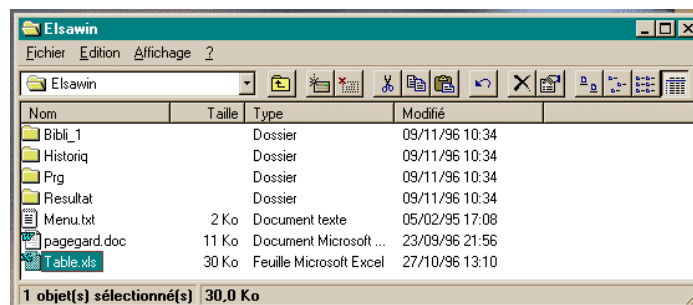 Elsawin
Fichier Edition Affichage ?
Elsawin
Nom Taille Type Modifié
Bibli_1 Dossier 09/11/96 10:34
Historiq Dossier 09/11/96 10:34
Prg Dossier 09/11/96 10:34
Resultat Dossier 09/11/96 10:34
Menu.txt 2 Ko Document texte 05/02/95 17:08
pagegard.doc 11 Ko Document Microsoft ... 23/09/96 21:56
Table.xls 30 Ko Feuille Microsoft Excel 27/10/96 13:10
1 objet(s) sélectionné(s) 30,0 Ko